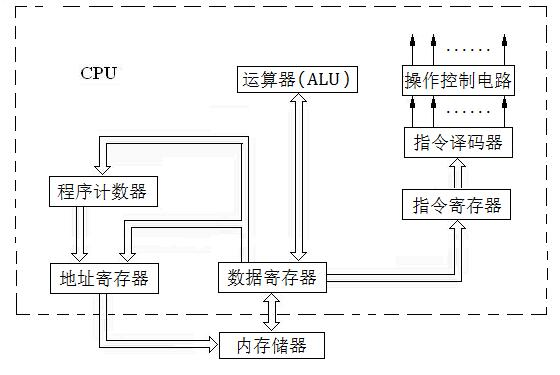 CPU
运算器(ALU)
······
操作控制电路
······
指令译码器
程序计数器
指令寄存器
地址寄存器
数据寄存器
内存储器